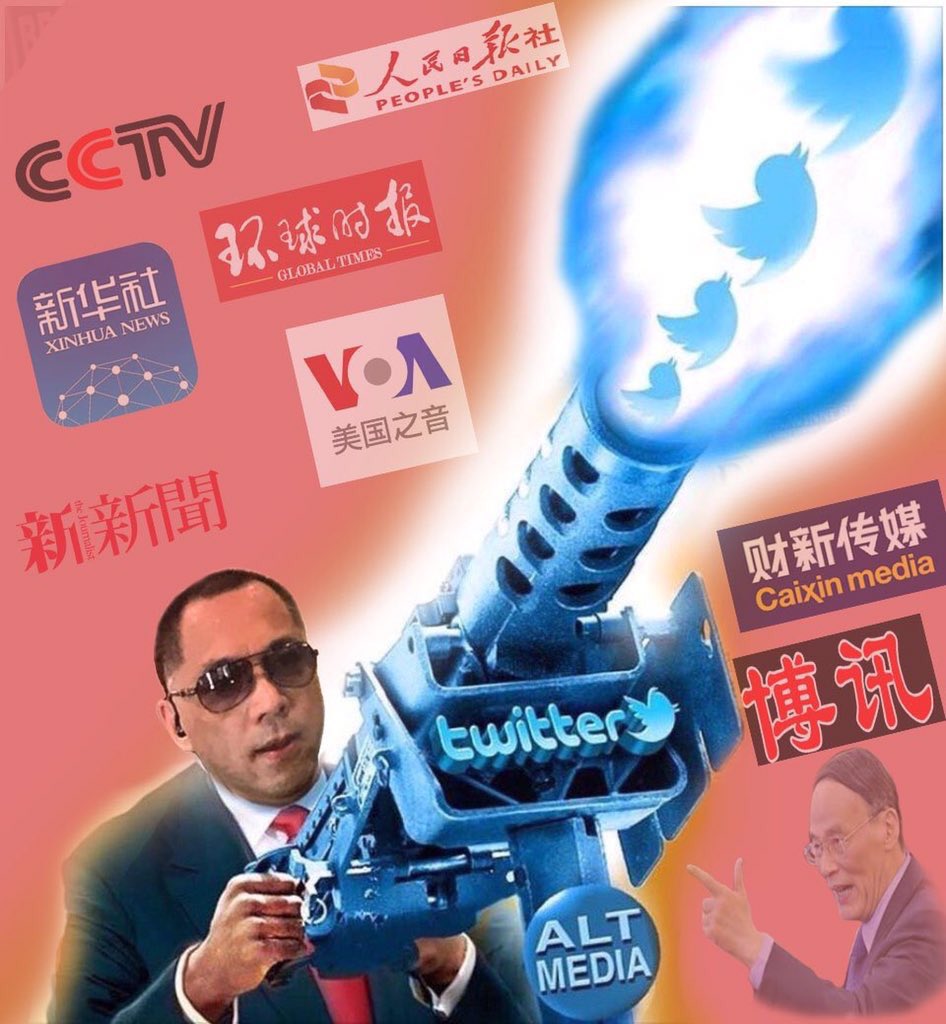 人民日报社
PEOPLE'S DAILY
CCTV
环球时报
GLOBAL TIMES
新华社
XINHUA NEWS
VOA
美国之音
新新聞
the Journalist
财新传媒
Caixin media
博讯
twitter
ALT
MEDIA